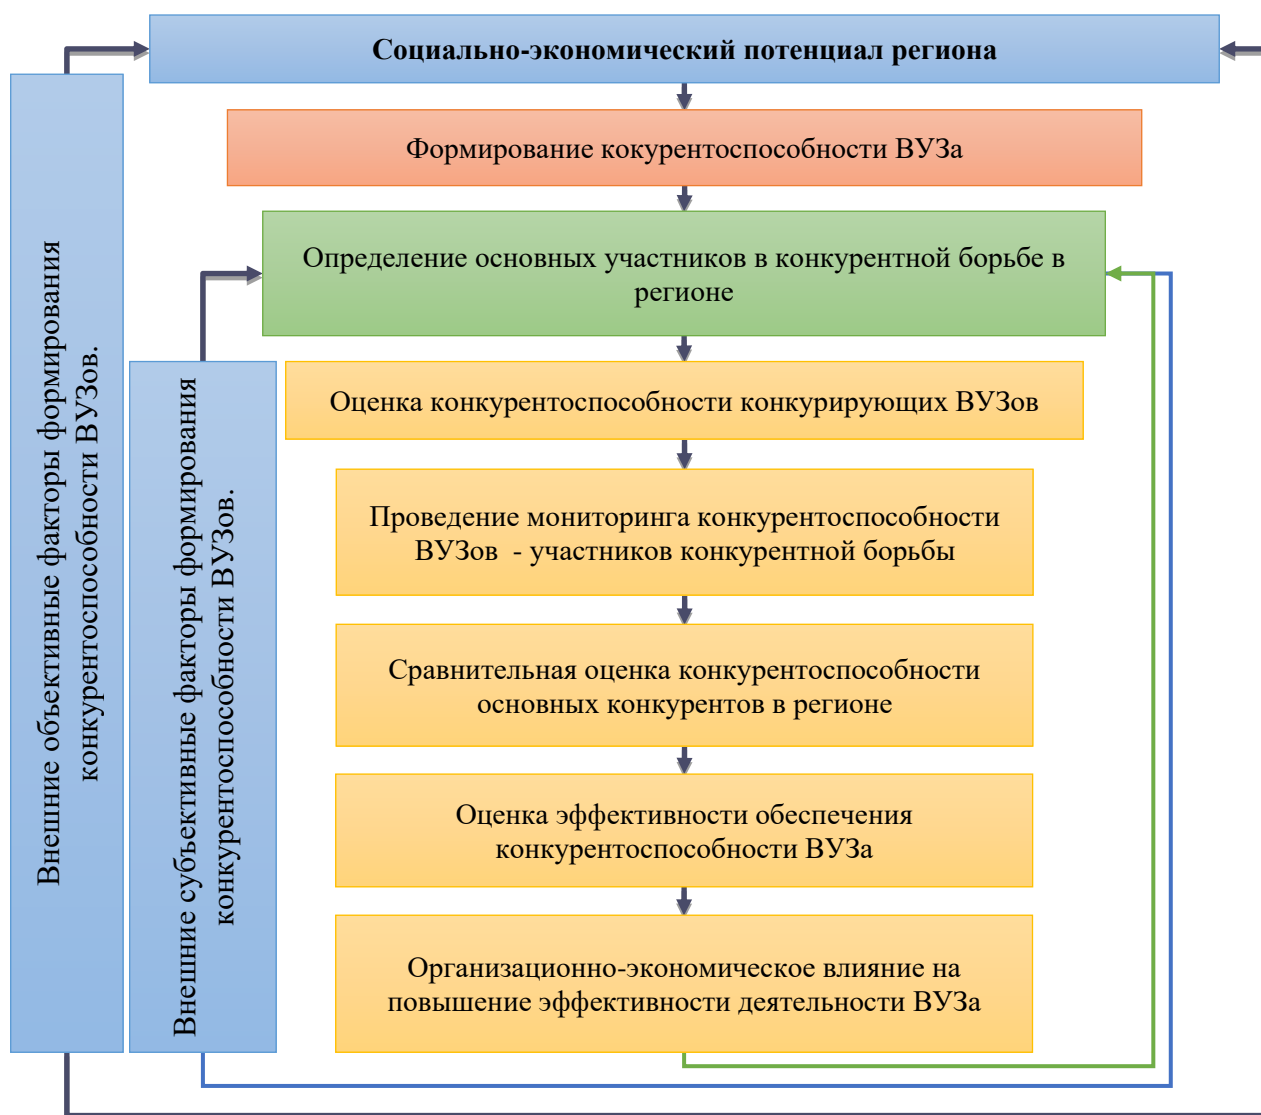 Социально-экономический потенциал региона
Формирование кокурентоспособности ВУЗа
Определение основных участников в конкурентной борьбе в
регионе
Оценка конкурентоспособности конкурирующих ВУЗов
Проведение мониторинга конкурентоспособности
ВУЗов  - участников конкурентной борьбы
Сравнительная оценка конкурентоспособности
основных конкурентов в регионе
Оценка эффективности обеспечения
конкурентоспособности ВУЗа
Организационно-экономическое влияние на
повышение эффективности деятельности ВУЗа
Внешние объективные факторы формирования
конкурентоспособности ВУЗов.
Внешние субъективные факторы формирования
конкурентоспособности ВУЗов.